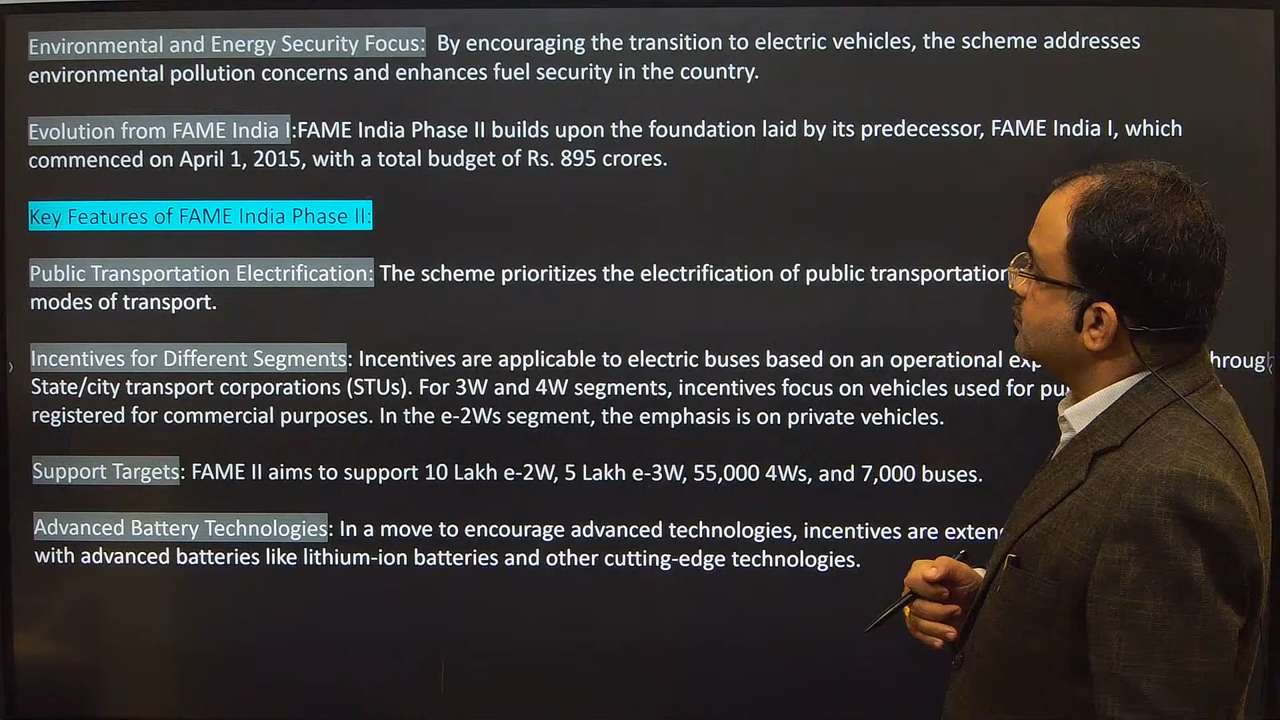 Environmental and Energy Security Focus: By encouraging the transition to electric vehicles, the scheme addresses
environmental pollution concerns and enhances fuel security in the country.
Evolution from FAME India I:FAME India Phase II builds upon the foundation laid by its predecessor, FAME India I, which
commenced on April 1, 2015, with a total budget of Rs. 895 crores.
Key Features of FAME India Phase II:
Public Transportation Electrification: The scheme prioritizes the electrification of public transportation
modes of transport.
Incentives for Different Segments: Incentives are applicable to electric buses based on an operational
State/city transport corporations (STUs). For 3W and 4W segments, incentives focus on vehicles used for
registered for commercial purposes. In the e-2Ws segment, the emphasis is on private vehicles.
Support Targets: FAME II aims to support 10 Lakh e-2W, 5 Lakh e-3W, 55,000 4Ws, and 7,000 buses.
Advanced Battery Technologies: In a move to encourage advanced technologies, incentives are
with advanced batteries like lithium-ion batteries and other cutting-edge technologies.